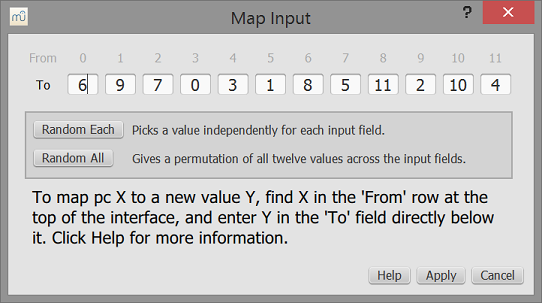 mü Map Input ?
From 0 1 2 3 4 5 6 7 8 9 10 11
To 6 9 7 0 3 1 8 5 11 2 10 4
Random Each Picks a value independently for each input field.
Random All Gives a permutation of all twelve values across the input fields.
To map pc X to a new value Y, find X in the 'From' row at the
top of the interface, and enter Y in the 'To' field directly below
it. Click Help for more information.
Help Apply Cancel